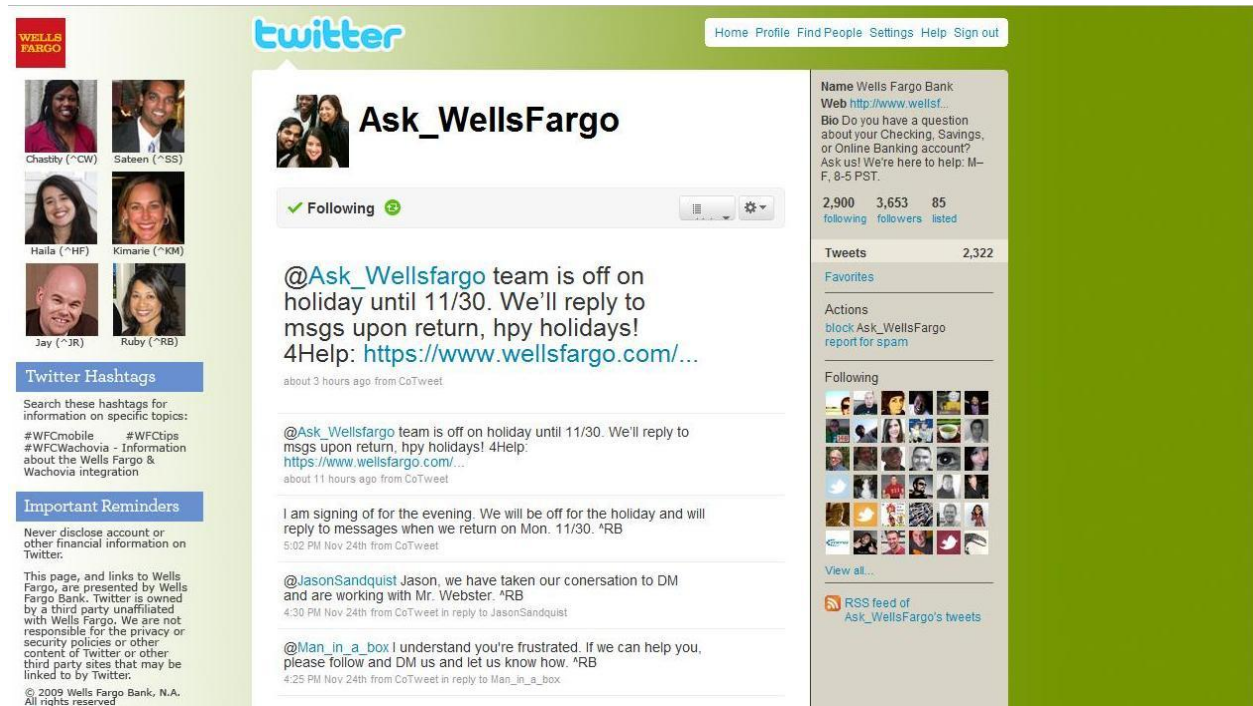 WELLS
FARGO
Chastity (^CW) Sateen (^SS)
Haila (^HF) Kimarie (^KM)
Jay (^JR) Ruby (^RB)
Twitter Hashtags
Search these hashtags for
information on specific topics:
#WFCmobile #WFCtips
#WFCWachovia - Information
about the Wells Fargo &
Wachovia integration
Important Reminders
Never disclose account or
other financial information on
Twitter.
This page, and links to Wells
Fargo, are presented by Wells
Fargo Bank. Twitter is owned
by a third party unaffiliated
with Wells Fargo. We are not
responsible for the privacy or
security policies or other
content of Twitter or other
third party sites that may be
linked to by Twitter.
© 2009 Wells Fargo Bank, N.A.
All rights reserved
twitter
Home Profile Find People Settings Help Sign out
Ask_WellsFargo
Following
@Ask_Wellsfargo team is off on
holiday until 11/30. We'll reply to
msgs upon return, hpy holidays!
4Help: https://www.wellsfargo.com/...
about 3 hours ago from CoTweet
@Ask_Wellsfargo team is off on holiday until 11/30. We'll reply to
msgs upon return, hpy holidays! 4Help:
https://www.wellsfargo.com/...
about 11 hours ago from CoTweet
I am signing of for the evening. We will be off for the holiday and will
reply to messages when we return on Mon. 11/30. ^RB
5:02 PM Nov 24th from CoTweet
@JasonSandquist Jason, we have taken our conersation to DM
and are working with Mr. Webster. ^RB
4:30 PM Nov 24th from CoTweet in reply to JasonSandquist
@Man_in_a_box I understand you're frustrated. If we can help you,
please follow and DM us and let us know how. ^RB
4:25 PM Nov 24th from CoTweet in reply to Man_in_a_box
Name Wells Fargo Bank
Web http://www.wellsf...
Bio Do you have a question
about your Checking, Savings,
or Online Banking account?
Ask us! We're here to help: M–
F, 8-5 PST.
2,900 3,653 85
following followers listed
Tweets 2,322
Favorites
Actions
block Ask_WellsFargo
report for spam
Following
View all...
RSS feed of
Ask_WellsFargo's tweets